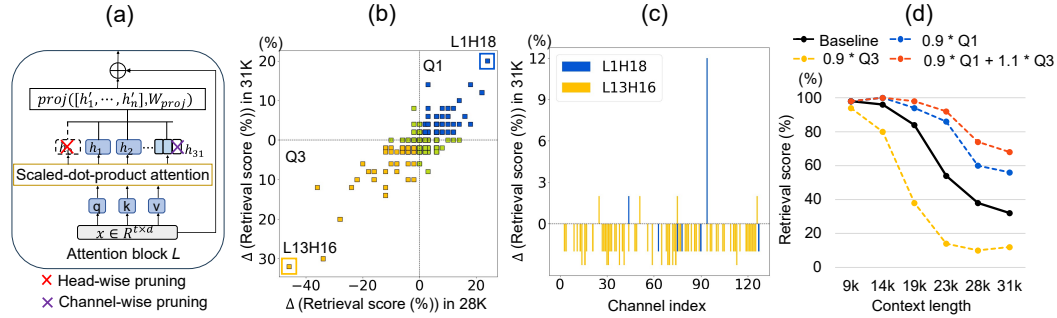 (a)
proj([h′₁, ⋯, h′ₙ], Wₚᵣₒⱼ)
h₁
h₂
⋯
h₃₁
Scaled-dot-product attention
q
k
v
x ∈ R^{t×d}
Attention block L
Head-wise pruning
Channel-wise pruning
(b)
(%)
L1H18
Q1
Q3
L13H16
20
10
0
10
20
30
−40
−20
0
20
Δ (Retrieval score (%)) in 31K
Δ (Retrieval score (%)) in 28K
(c)
(%)
L1H18
L13H16
12
9
6
3
0
3
0
30
60
90
120
Δ (Retrieval score (%)) in 31K
Channel index
(d)
Baseline
0.9 * Q1
0.9 * Q3
0.9 * Q1 + 1.1 * Q3
(%)
100
80
60
40
20
0
9k 14k 19k 23k 28k 31k
Retrieval score (%)
Context length